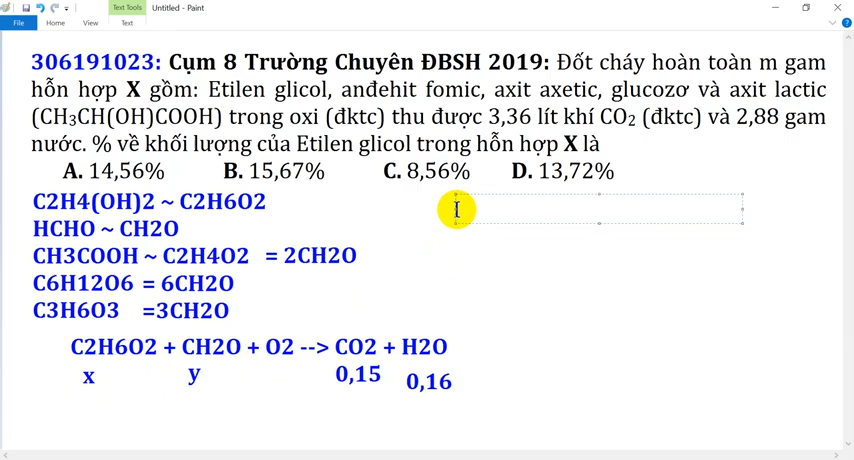 Text Tools Untitled - Paint
File Home View Text
306191023: Cụm 8 Trường Chuyên ĐBSH 2019: Đốt cháy hoàn toàn m gam
hỗn hợp X gồm: Etilen glicol, anđehit fomic, axit axetic, glucozơ và axit lactic
(CH₃CH(OH)COOH) trong oxi (đktc) thu được 3,36 lít khí CO₂ (đktc) và 2,88 gam
nước. % về khối lượng của Etilen glicol trong hỗn hợp X là
A. 14,56% B. 15,67% C. 8,56% D. 13,72%
C2H4(OH)2 ~ C2H6O2
HCHO ~ CH2O
CH3COOH ~ C2H4O2 = 2CH2O
C6H12O6 = 6CH2O
C3H6O3 =3CH2O
C2H6O2 + CH2O + O2 --> CO2 + H2O
x y 0,15 0,16